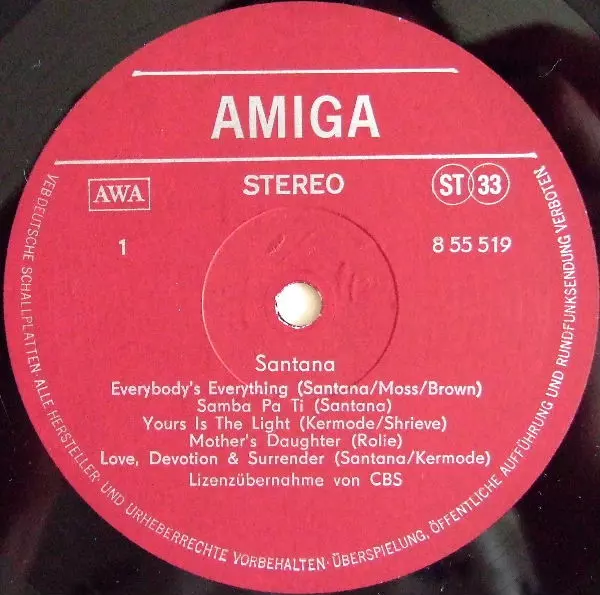 AMIGA
AWA
STEREO
ST 33
1
8 55 519
Santana
Everybody's Everything (Santana/Moss/Brown)
Samba Pa Ti (Santana)
Yours Is The Light (Kermode/Shrieve)
Mother's Daughter (Rolie)
Love, Devotion & Surrender (Santana/Kermode)
Lizenzübernahme von CBS
VEB DEUTSCHE SCHALLPLATTEN · ALLE HERSTELLER- UND URHEBERRECHTE VORBEHALTEN · ÜBERSPIELUNG, ÖFFENTLICHE AUFFÜHRUNG UND RUNDFUNKSENDUNG VERBOTEN